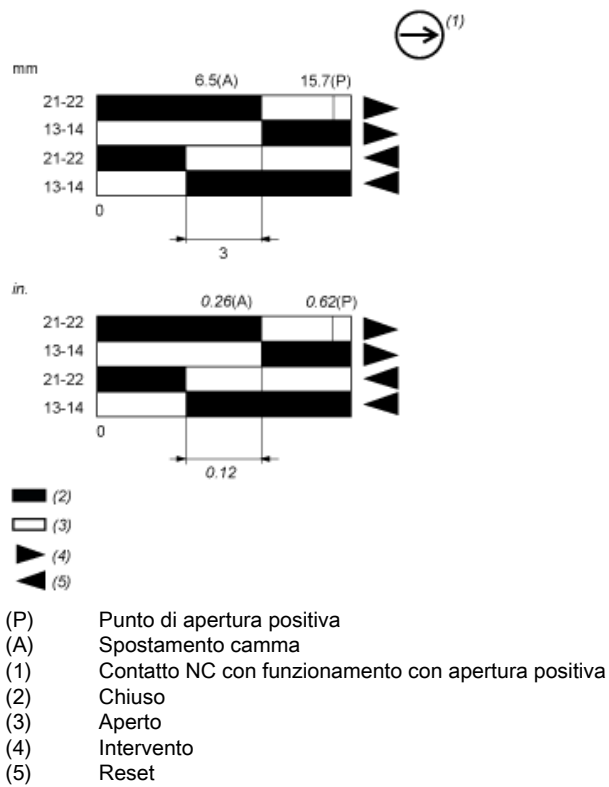 (1)
mm
6.5(A) 15.7(P)
21-22
13-14
21-22
13-14
0
3
in.
0.26(A) 0.62(P)
21-22
13-14
21-22
13-14
0
0.12
(2)
(3)
(4)
(5)
(P) Punto di apertura positiva
(A) Spostamento camma
(1) Contatto NC con funzionamento con apertura positiva
(2) Chiuso
(3) Aperto
(4) Intervento
(5) Reset